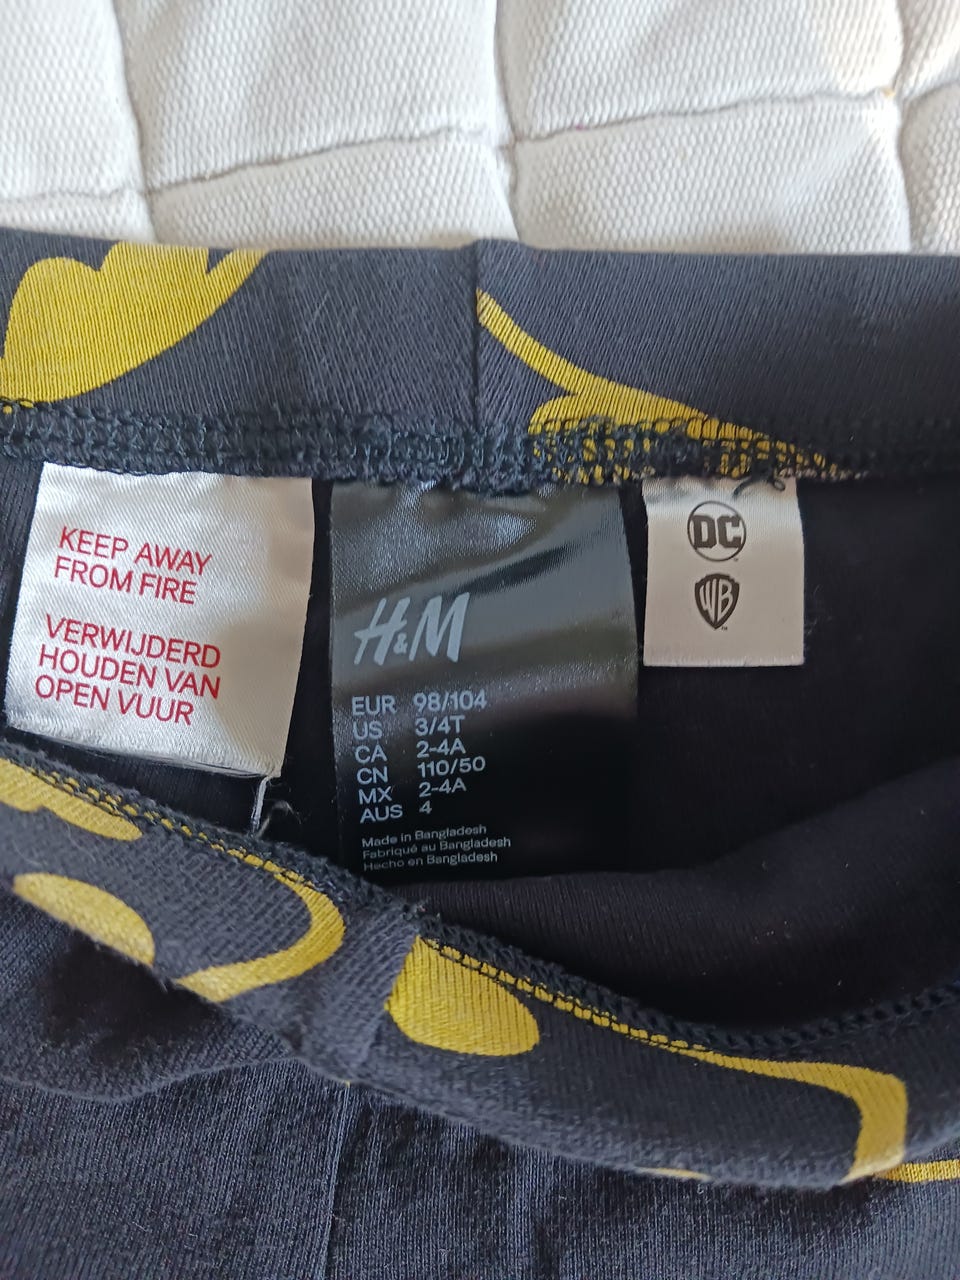 KEEP AWAY
FROM FIRE
VERWIJDERD
HOUDEN VAN
OPEN VUUR
H&M
EUR 98/104
US 3/4T
CA 2-4A
CN 110/50
MX 2-4A
AUS 4
Made in Bangladesh
Fabriqué au Bangladesh
Hecho en Bangladesh
DC
WB